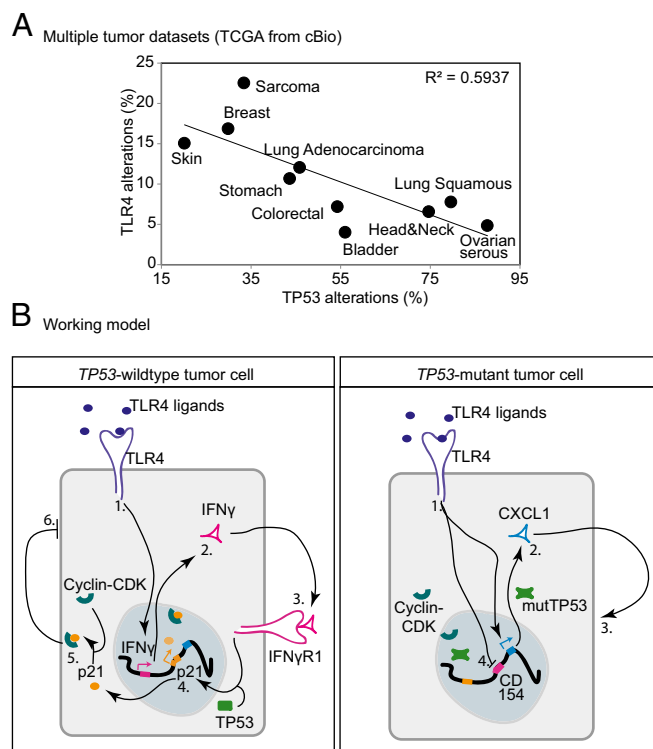 A Multiple tumor datasets (TCGA from cBio)
R² = 0.5937
TLR4 alterations (%)
25
20
15
10
5
0
Sarcoma
Breast
Skin
Lung Adenocarcinoma
Stomach
Lung Squamous
Colorectal
Head&Neck
Bladder
Ovarian
serous
15 35 55 75 95
TP53 alterations (%)
B Working model
TP53-wildtype tumor cell
TLR4 ligands
TLR4
1.
IFNγ
2.
6.
Cyclin-CDK
3.
IFNγR1
IFNγ
5.
p21
p21
4.
TP53
TP53-mutant tumor cell
TLR4 ligands
TLR4
1.
CXCL1
2.
mutTP53
3.
Cyclin-
CDK
4.
CD
154